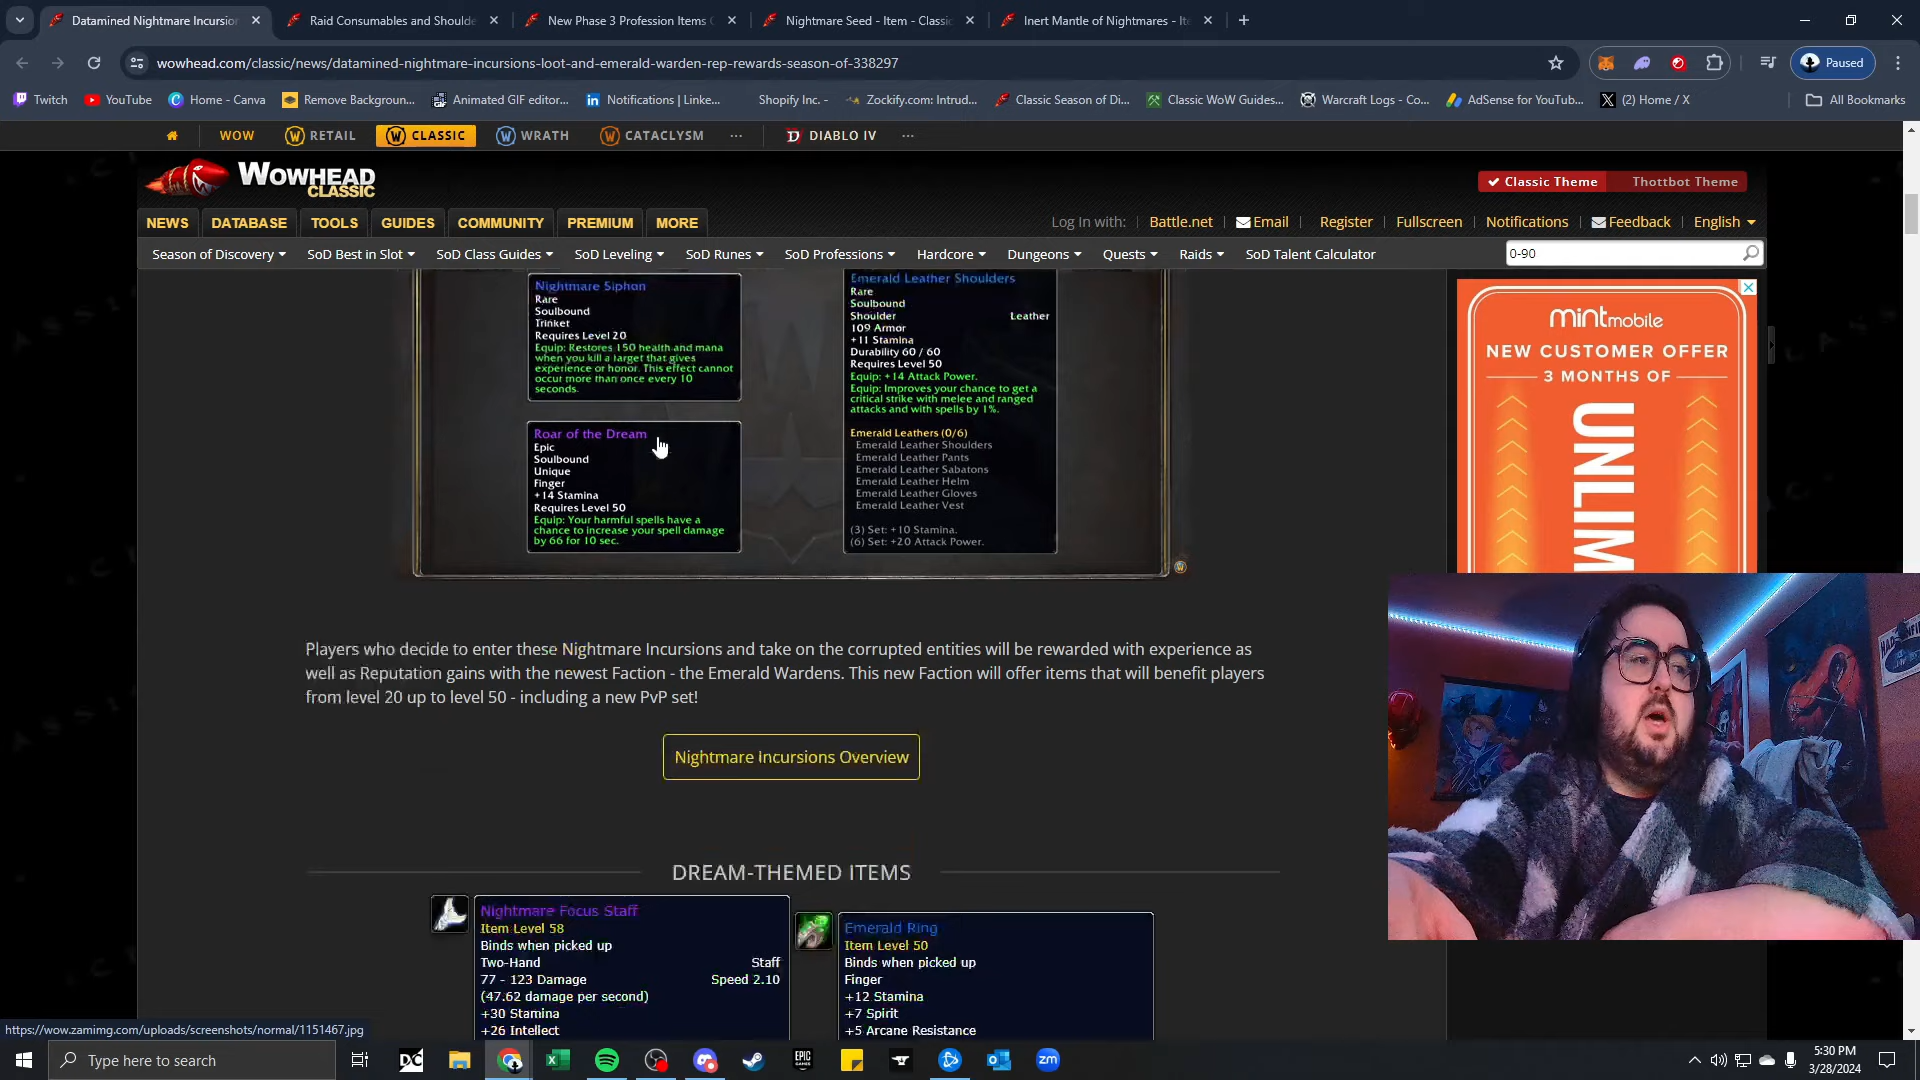 Datamined Nightmare Incursion
Raid Consumables and Shoulde
New Phase 3 Profession Items
Nightmare Seed - Item - Classic
Inert Mantle of Nightmares - Ite
wowhead.com/classic/news/datamined-nightmare-incursions-loot-and-emerald-warden-rep-rewards-season-of-338297
Paused
Twitch
YouTube
Home - Canva
Remove Backgroun...
Animated GIF editor...
Notifications | Linke...
Shopify Inc. -
Zockify.com: Intrud...
Classic Season of Di...
Classic WoW Guides...
Warcraft Logs - Co...
AdSense for YouTub...
(2) Home / X
All Bookmarks
WOW
RETAIL
CLASSIC
WRATH
CATACLYSM
...
DIABLO IV
...
WOWHEAD
CLASSIC
Classic Theme
Thottbot Theme
NEWS
DATABASE
TOOLS
GUIDES
COMMUNITY
PREMIUM
MORE
Log In with:
Battle.net
Email
Register
Fullscreen
Notifications
Feedback
English
Season of Discovery
SoD Best in Slot
SoD Class Guides
SoD Leveling
SoD Runes
SoD Professions
Hardcore
Dungeons
Quests
Raids
SoD Talent Calculator
0-90
Nightmare Siphon
Rare
Soulbound
Trinket
Requires Level 20
Equip: Restores 150 health and mana
when you kill a target that gives
experience or honor. This effect cannot
occur more than once every 10
seconds.
Roar of the Dream
Epic
Soulbound
Unique
Finger
+14 Stamina
Requires Level 50
Equip: Your harmful spells have a
chance to increase your spell damage
by 66 for 10 sec.
Emerald Leather Shoulders
Rare
Soulbound
Shoulder Leather
109 Armor
+11 Stamina
Durability 60 / 60
Requires Level 50
Equip: +14 Attack Power.
Equip: Improves your chance to get a
critical strike with melee and ranged
attacks and with spells by 1%.
Emerald Leathers (0/6)
Emerald Leather Shoulders
Emerald Leather Pants
Emerald Leather Sabatons
Emerald Leather Helm
Emerald Leather Gloves
Emerald Leather Vest
(3) Set: +10 Stamina.
(6) Set: +20 Attack Power.
mintmobile
NEW CUSTOMER OFFER
3 MONTHS OF
UNLIM
Players who decide to enter these Nightmare Incursions and take on the corrupted entities will be rewarded with experience as
well as Reputation gains with the newest Faction - the Emerald Wardens. This new Faction will offer items that will benefit players
from level 20 up to level 50 - including a new PvP set!
Nightmare Incursions Overview
DREAM-THEMED ITEMS
Nightmare Focus Staff
Item Level 58
Binds when picked up
Two-Hand Staff
77 - 123 Damage Speed 2.10
(47.62 damage per second)
+30 Stamina
+26 Intellect
Emerald Ring
Item Level 50
Binds when picked up
Finger
+12 Stamina
+7 Spirit
+5 Arcane Resistance
https://wow.zamimg.com/uploads/screenshots/normal/1151467.jpg
Type here to search
DC
EPIC
GAMES
zm
5:30 PM
3/28/2024